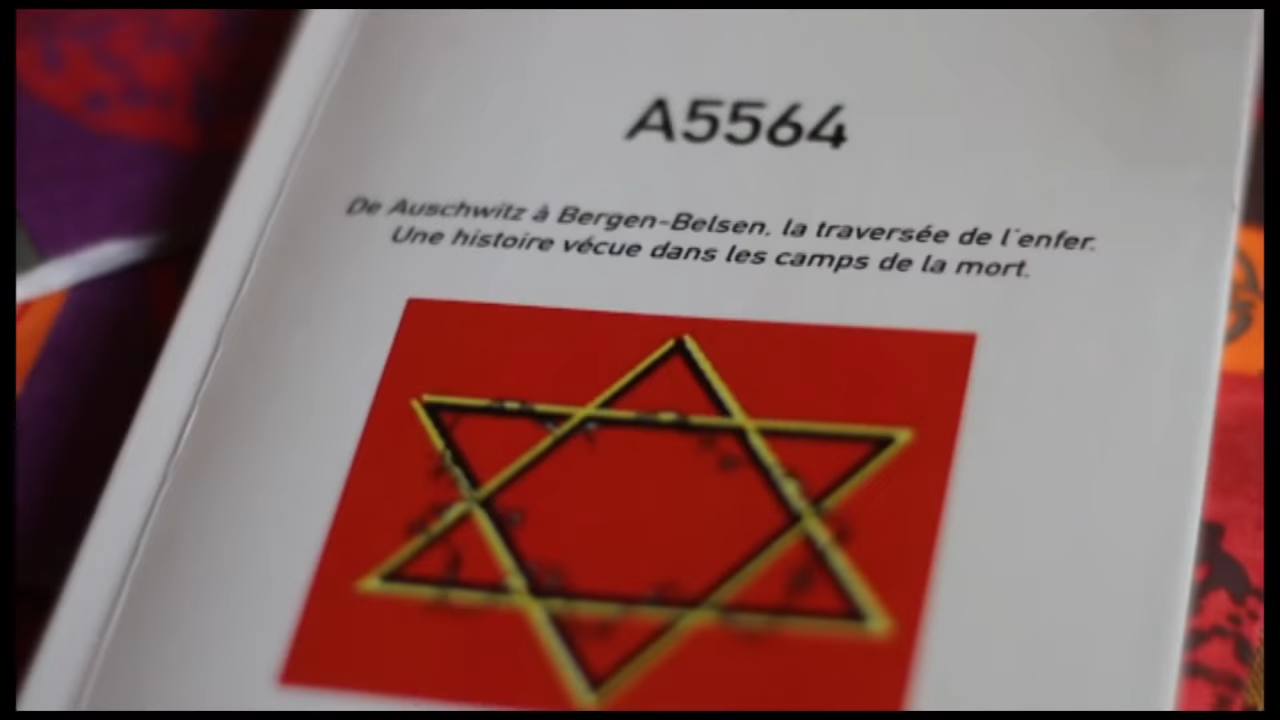 A5564
De Auschwitz à Bergen-Belsen, la traversée de l'enfer.
Une histoire vécue dans les camps de la mort.